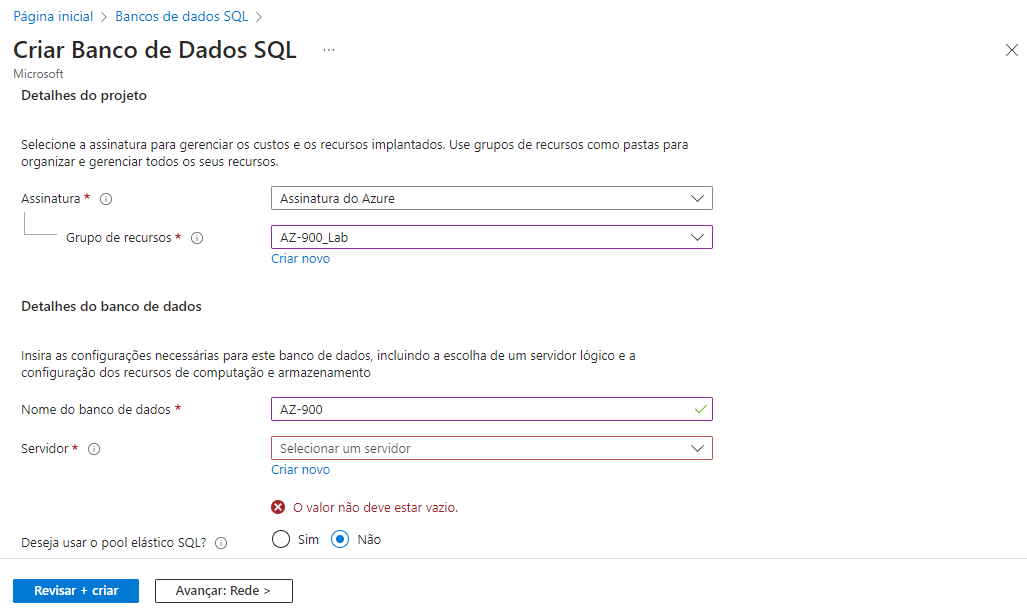 Página inicial > Bancos de dados SQL >
Criar Banco de Dados SQL ...
Microsoft
Detalhes do projeto
Selecione a assinatura para gerenciar os custos e os recursos implantados. Use grupos de recursos como pastas para
organizar e gerenciar todos os seus recursos.
Assinatura * Assinatura do Azure
Grupo de recursos * AZ-900_Lab
Criar novo
Detalhes do banco de dados
Insira as configurações necessárias para este banco de dados, incluindo a escolha de um servidor lógico e a
configuração dos recursos de computação e armazenamento
Nome do banco de dados * AZ-900
Servidor * Selecionar um servidor
Criar novo
O valor não deve estar vazio.
Deseja usar o pool elástico SQL? Sim Não
Revisar + criar Avançar: Rede >